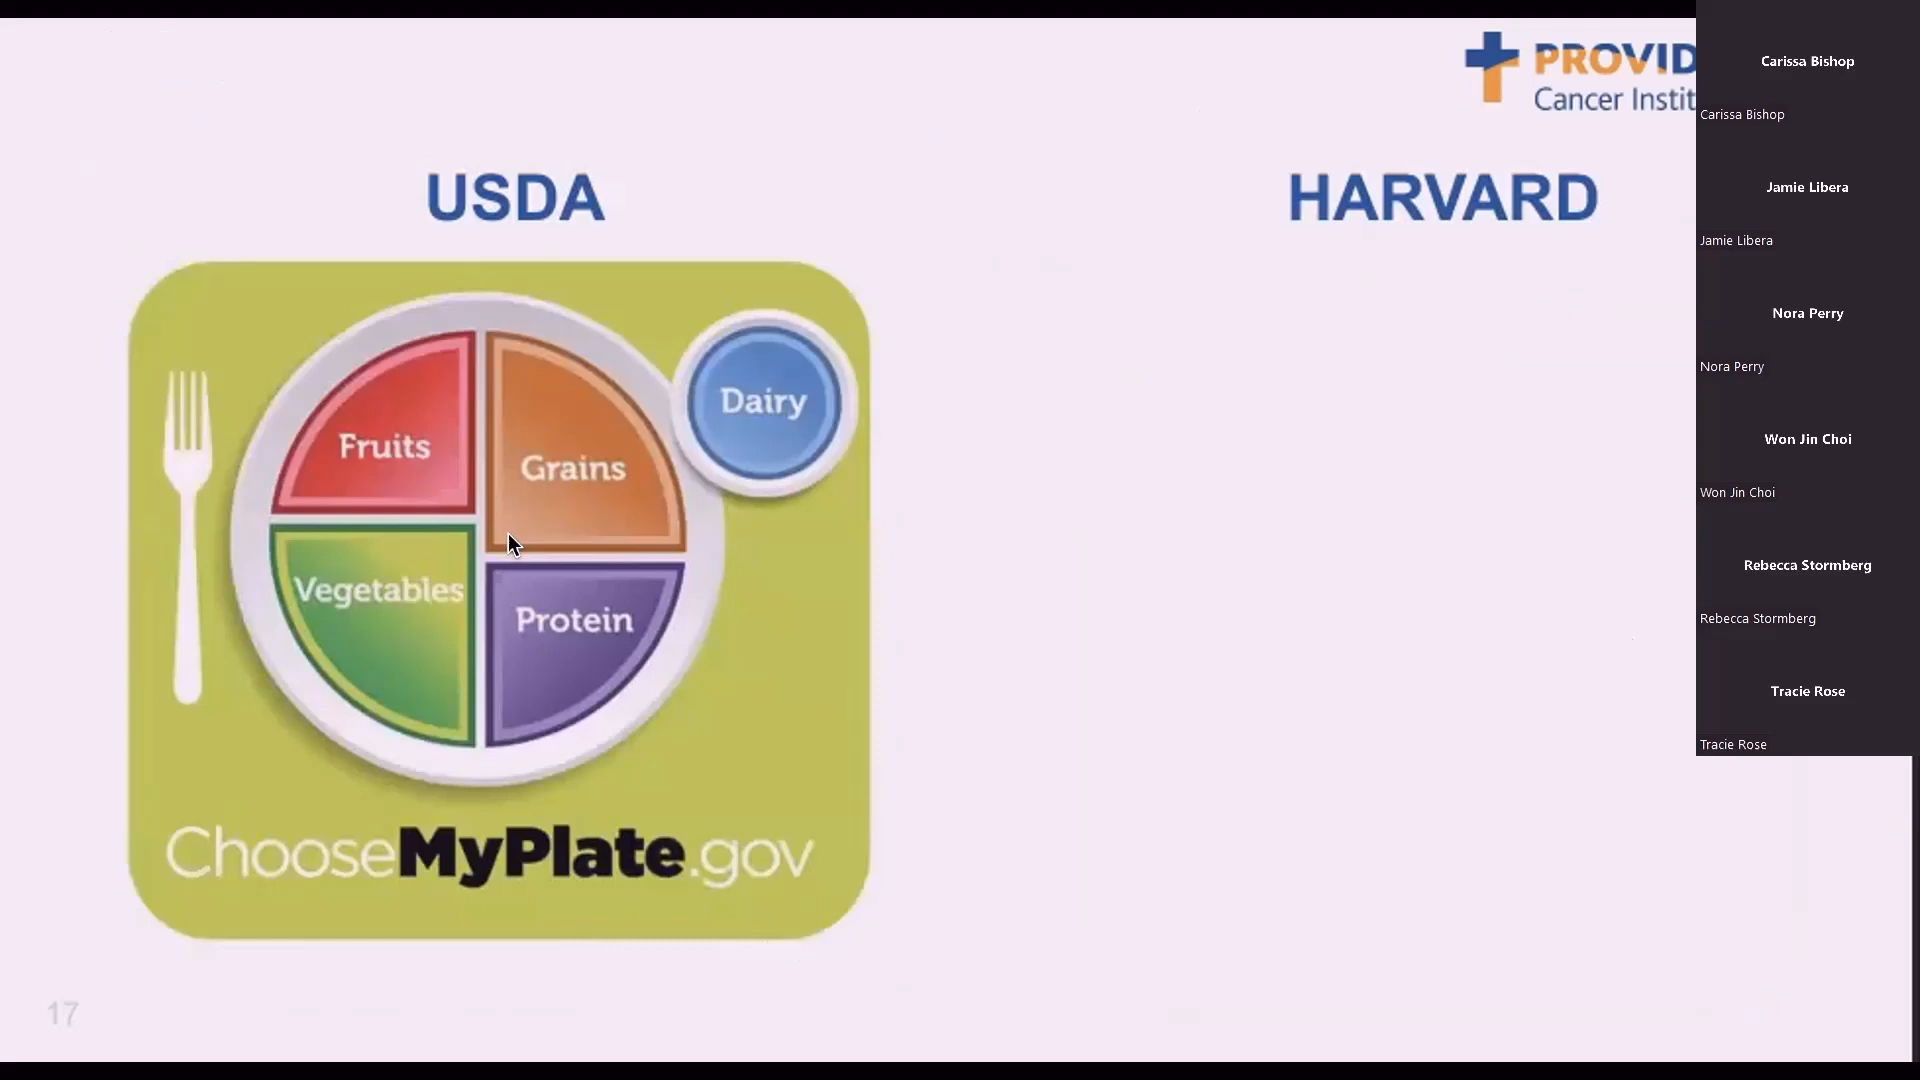 PROVID
Cancer Instit
USDA
HARVARD
Fruits
Grains
Dairy
Vegetables
Protein
ChooseMyPlate.gov
17
Carissa Bishop
Carissa Bishop
Jamie Libera
Jamie Libera
Nora Perry
Nora Perry
Won Jin Choi
Won Jin Choi
Rebecca Stormberg
Rebecca Stormberg
Tracie Rose
Tracie Rose